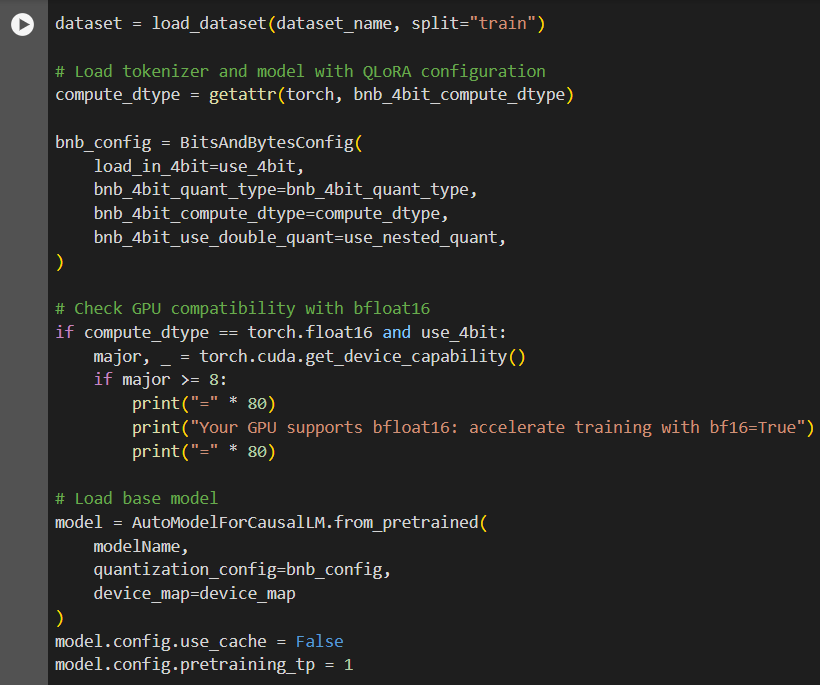 dataset = load_dataset(dataset_name, split="train")

# Load tokenizer and model with QLoRA configuration
compute_dtype = getattr(torch, bnb_4bit_compute_dtype)

bnb_config = BitsAndBytesConfig(
    load_in_4bit=use_4bit,
    bnb_4bit_quant_type=bnb_4bit_quant_type,
    bnb_4bit_compute_dtype=compute_dtype,
    bnb_4bit_use_double_quant=use_nested_quant,
)

# Check GPU compatibility with bfloat16
if compute_dtype == torch.float16 and use_4bit:
    major, _ = torch.cuda.get_device_capability()
    if major >= 8:
        print("=" * 80)
        print("Your GPU supports bfloat16: accelerate training with bf16=True")
        print("=" * 80)

# Load base model
model = AutoModelForCausalLM.from_pretrained(
    modelName,
    quantization_config=bnb_config,
    device_map=device_map
)
model.config.use_cache = False
model.config.pretraining_tp = 1